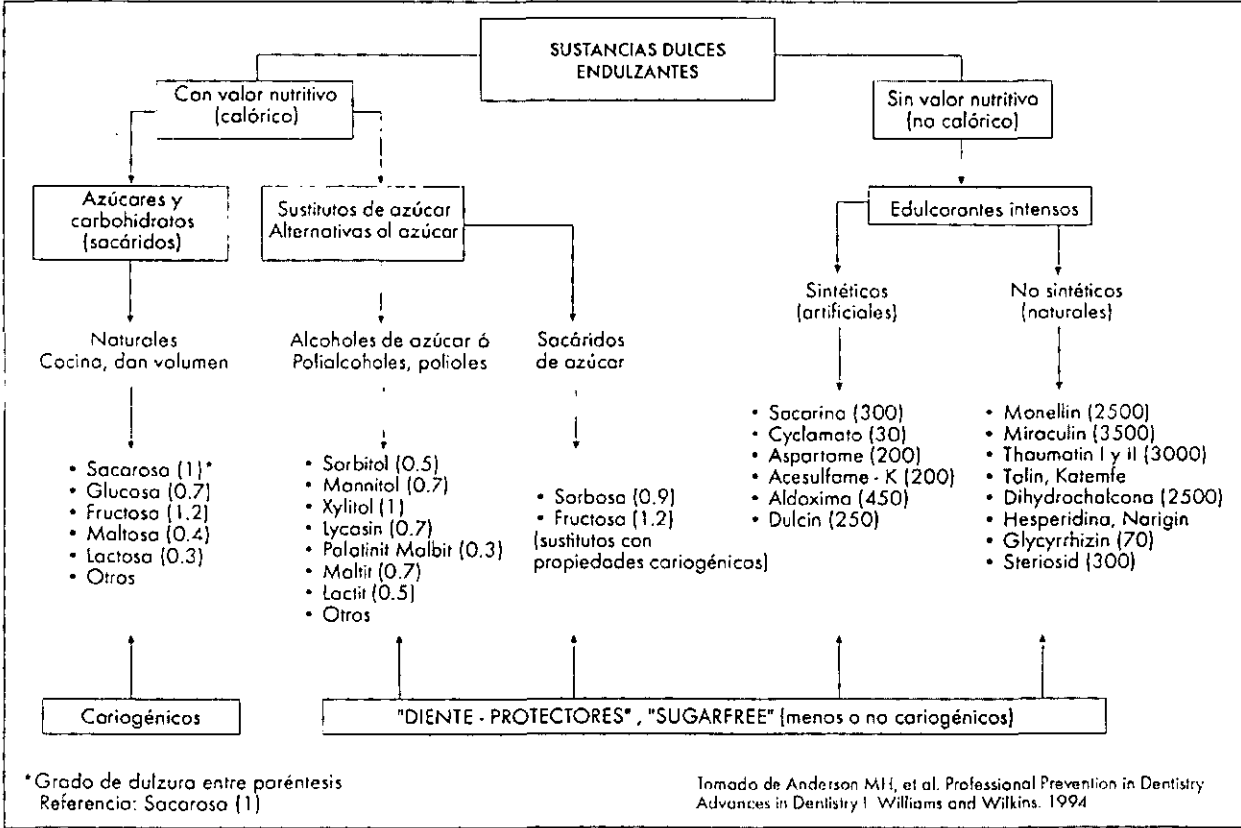 SUSTANCIAS DULCES
ENDULZANTES
Con valor nutritivo
(calórico)
Sin valor nutritivo
(no calórico)
Azúcares y
carbohidratos
(sacáridos)
Sustitutos de azúcar
Alternativas al azúcar
Edulcorantes intensos
Naturales
Cocina, dan volumen
Alcoholes de azúcar ó
Polialcoholes, polioles
Sacáridos
de azúcar
Sintéticos
(artificiales)
No sintéticos
(naturales)
• Sacarosa (1)*
• Glucosa (0.7)
• Fructosa (1.2)
• Maltosa (0.4)
• Lactosa (0.3)
• Otros
• Sorbitol (0.5)
• Mannitol (0.7)
• Xylitol (1)
• Lycasin (0.7)
• Palatinit Malbit (0.3)
• Maltit (0.7)
• Lactit (0.5)
• Otros
• Sorbosa (0.9)
• Fructosa (1.2)
(sustitutos con
propiedades cariogénicos)
• Sacarina (300)
• Cyclamato (30)
• Aspartame (200)
• Acesulfame - K (200)
• Aldoxima (450)
• Dulcin (250)
• Monellin (2500)
• Miraculin (3500)
• Thaumatin I y II (3000)
• Talin, Katemfe
• Dihydrochalcona (2500)
• Hesperidina, Narigin
• Glycyrrhizin (70)
• Steriosid (300)
Cariogénicos
"DIENTE - PROTECTORES", "SUGARFREE" (menos o no cariogénicos)
*Grado de dulzura entre paréntesis
Referencia: Sacarosa (1)
Tomado de Anderson MH, et al. Professional Prevention in Dentistry
Advances in Dentistry I Williams and Wilkins. 1994